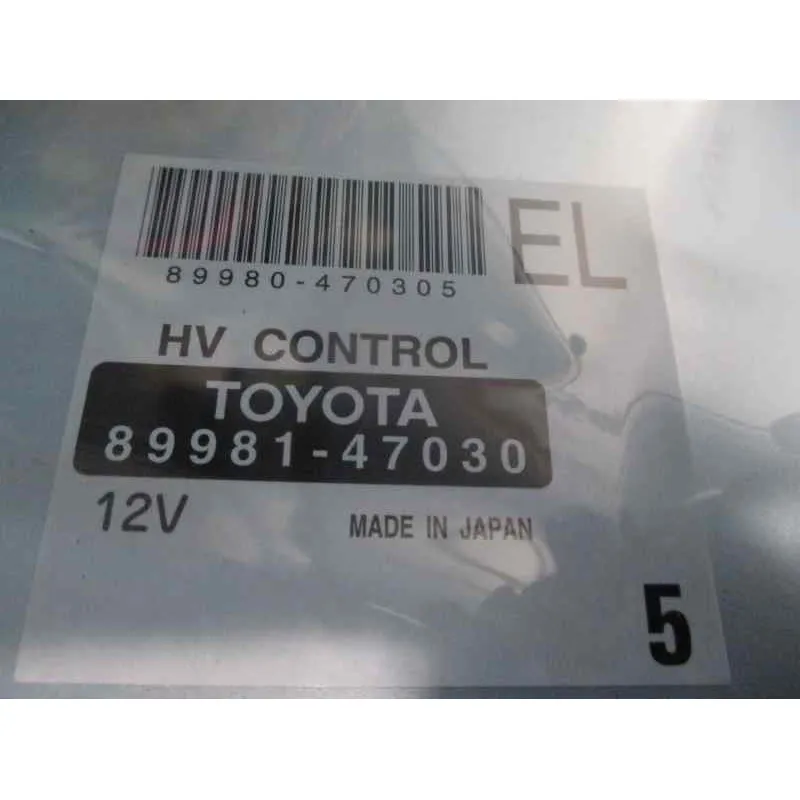 EL
89980-470305
HV CONTROL
TOYOTA
89981-47030
12V MADE IN JAPAN
5